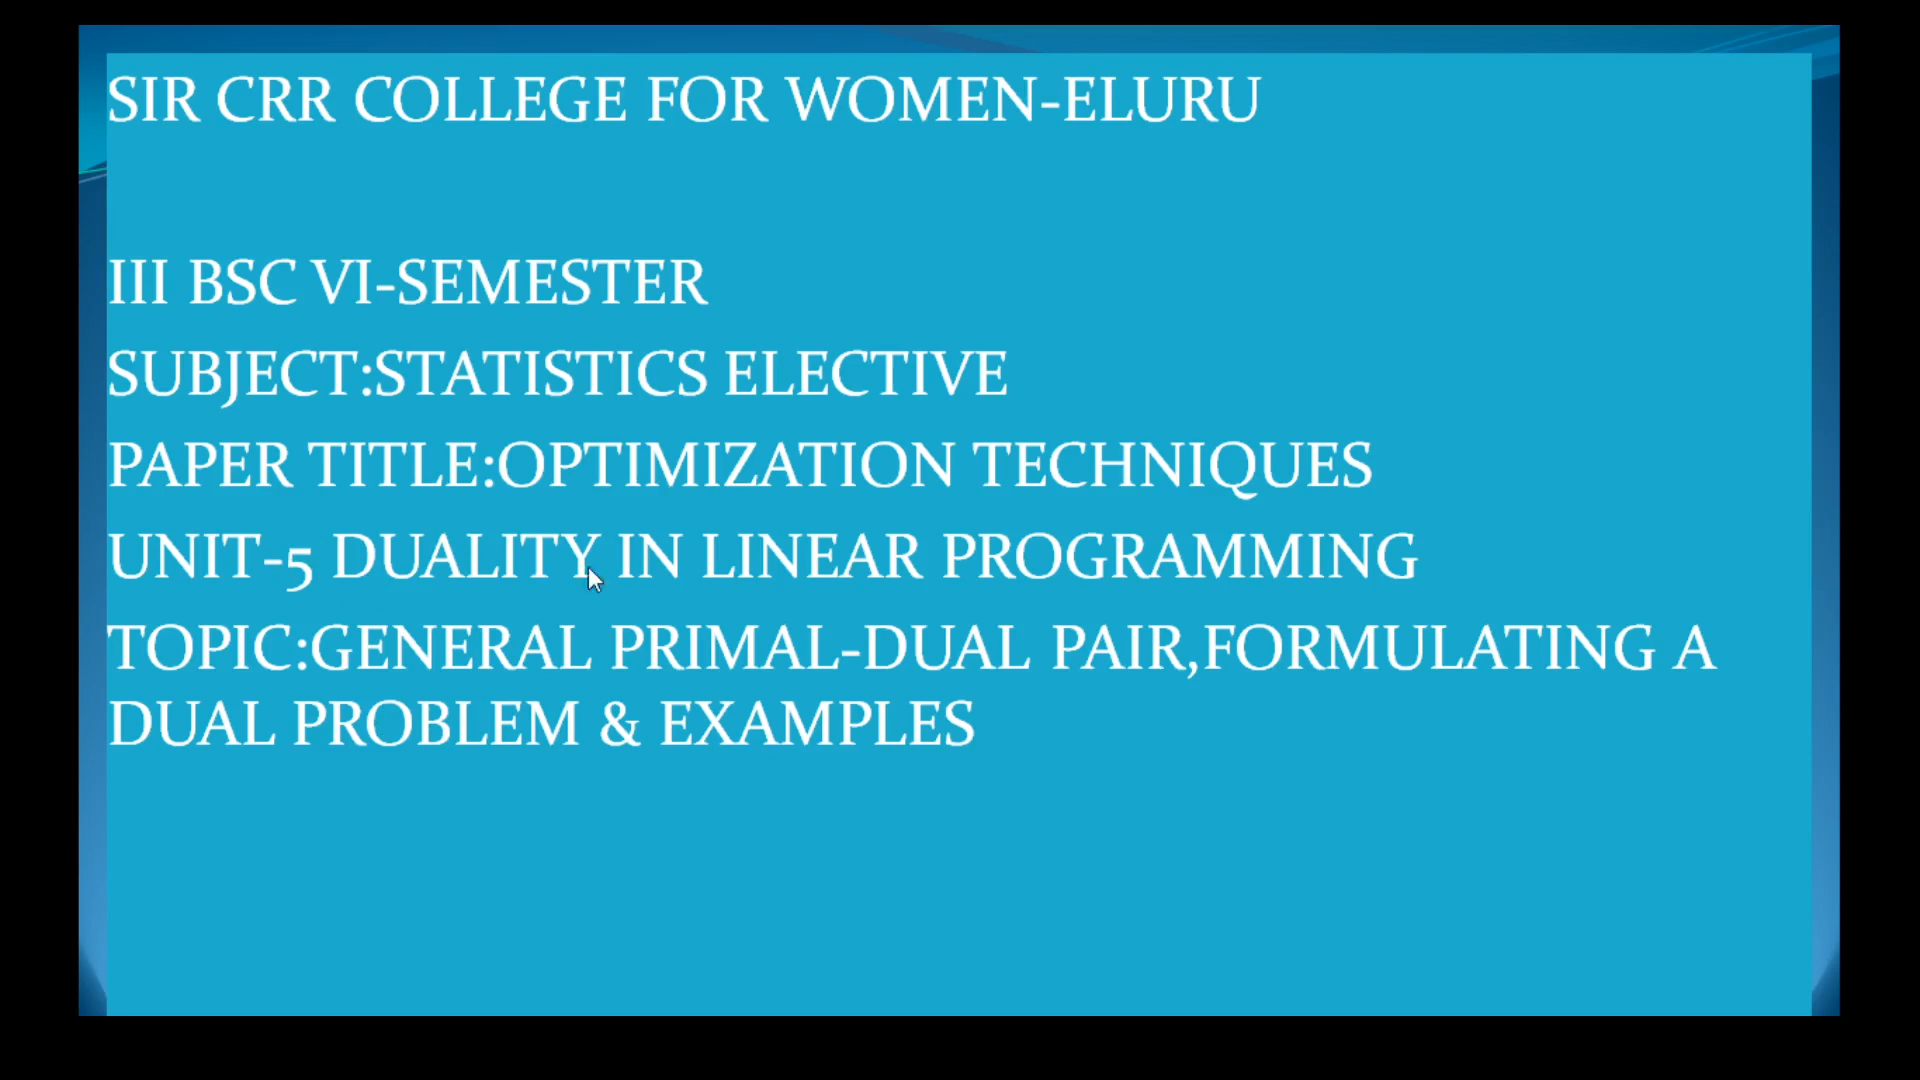 SIR CRR COLLEGE FOR WOMEN-ELURU
III BSC VI-SEMESTER
SUBJECT:STATISTICS ELECTIVE
PAPER TITLE:OPTIMIZATION TECHNIQUES
UNIT-5 DUALITY IN LINEAR PROGRAMMING
TOPIC:GENERAL PRIMAL-DUAL PAIR,FORMULATING A
DUAL PROBLEM & EXAMPLES